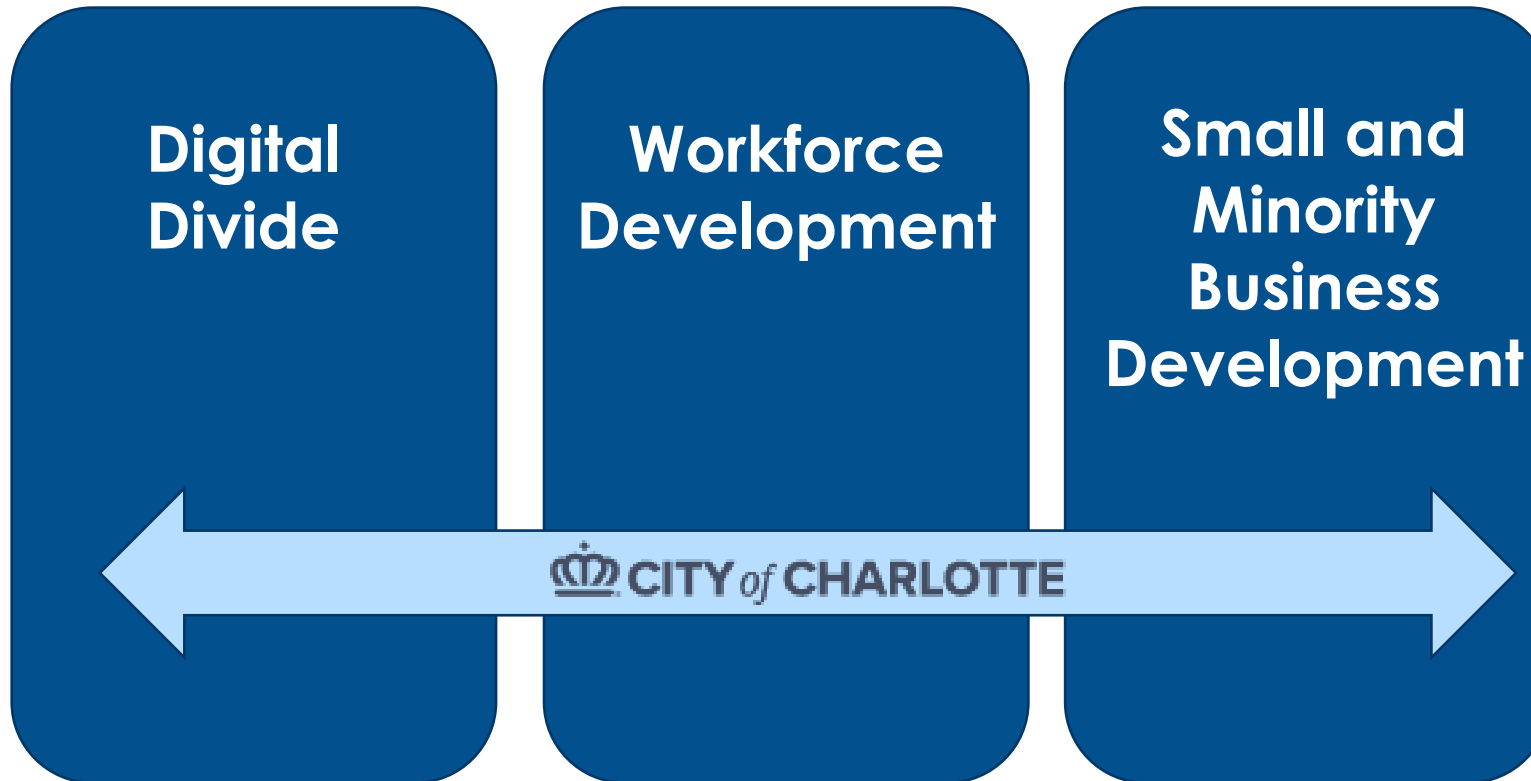 Digital
Divide
Workforce
Development
Small and
Minority
Business
Development
CITY of CHARLOTTE